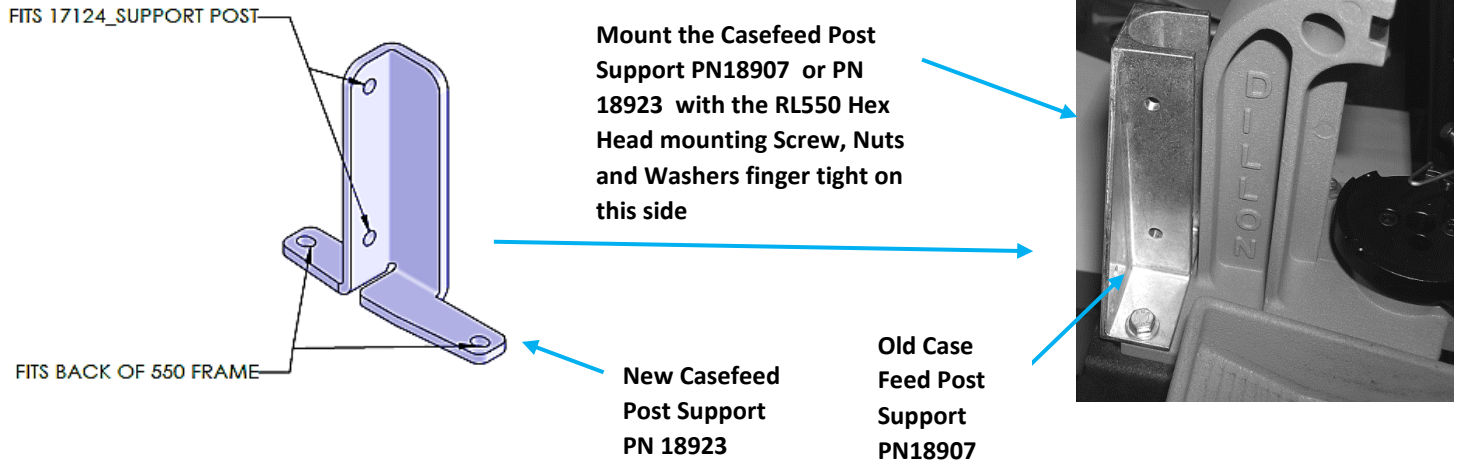 FITS 17124_SUPPORT POST
Mount the Casefeed Post
Support PN18907 or PN
18923 with the RL550 Hex
Head mounting Screw, Nuts
and Washers finger tight on
this side
DILLON
FITS BACK OF 550 FRAME
New Casefeed
Post Support
PN 18923
Old Case
Feed Post
Support
PN18907